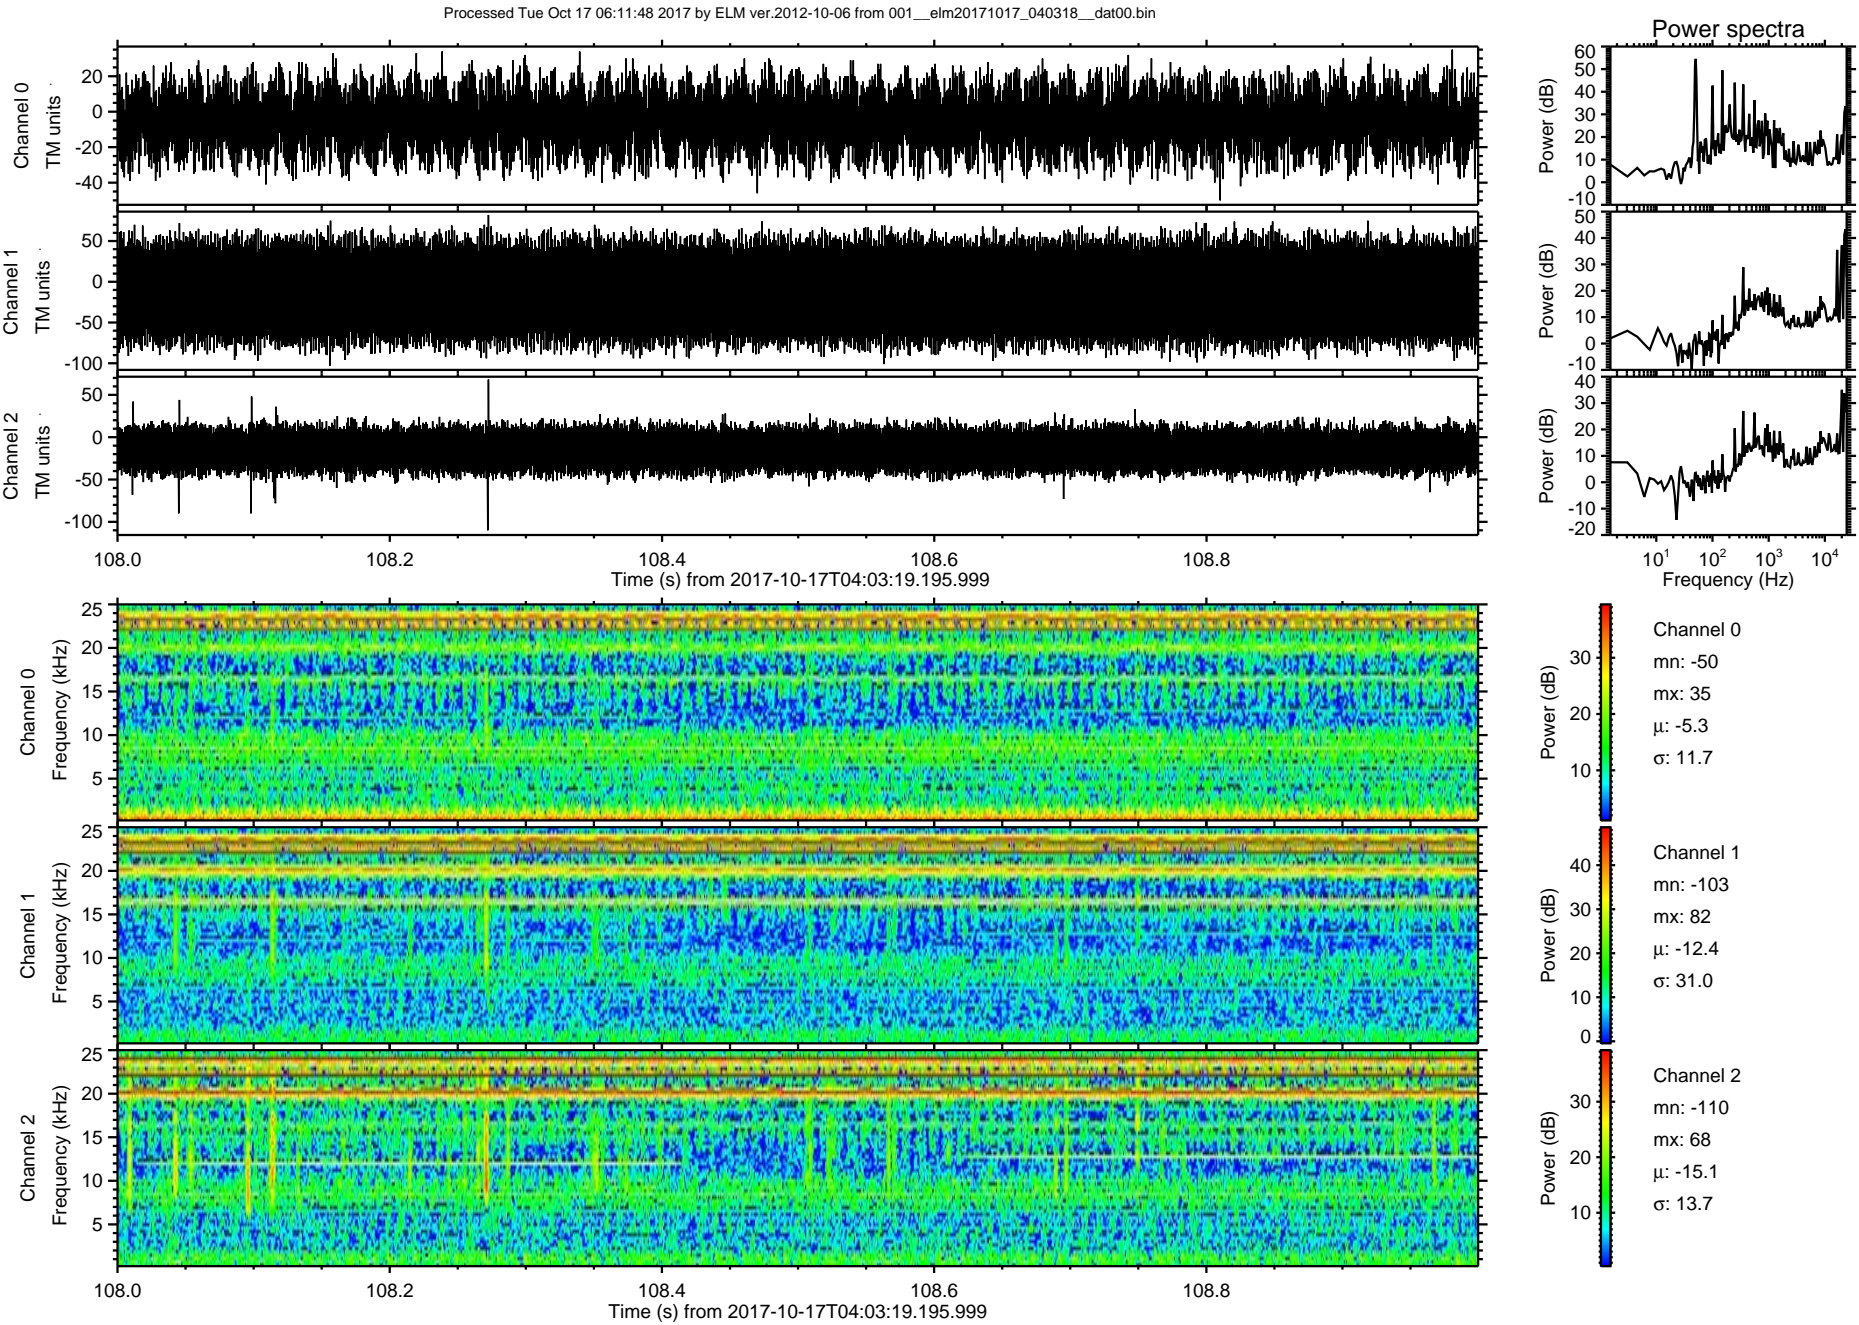 Processed Tue Oct 17 06:11:48 2017 by ELM ver.2012-10-06 from 001__elm20171017_040318__dat00.bin
Power spectra
Channel 0
TM units
20
0
-20
-40
Power (dB)
60
50
40
30
20
10
0
-10
Channel 1
TM units
50
0
-50
-100
Power (dB)
50
40
30
20
10
0
-10
Channel 2
TM units
50
0
-50
-100
Power (dB)
40
30
20
10
0
-10
-20
108.0 108.2 108.4 108.6 108.8
Time (s) from 2017-10-17T04:03:19.195.999
10¹ 10² 10³ 10⁴
Frequency (Hz)
Channel 0
Frequency (kHz)
25
20
15
10
5
Power (dB)
30
20
10
Channel 0
mn: -50
mx: 35
μ: -5.3
σ: 11.7
Channel 1
Frequency (kHz)
25
20
15
10
5
Power (dB)
40
30
20
10
0
Channel 1
mn: -103
mx: 82
μ: -12.4
σ: 31.0
Channel 2
Frequency (kHz)
25
20
15
10
5
Power (dB)
30
20
10
Channel 2
mn: -110
mx: 68
μ: -15.1
σ: 13.7
108.0 108.2 108.4 108.6 108.8
Time (s) from 2017-10-17T04:03:19.195.999